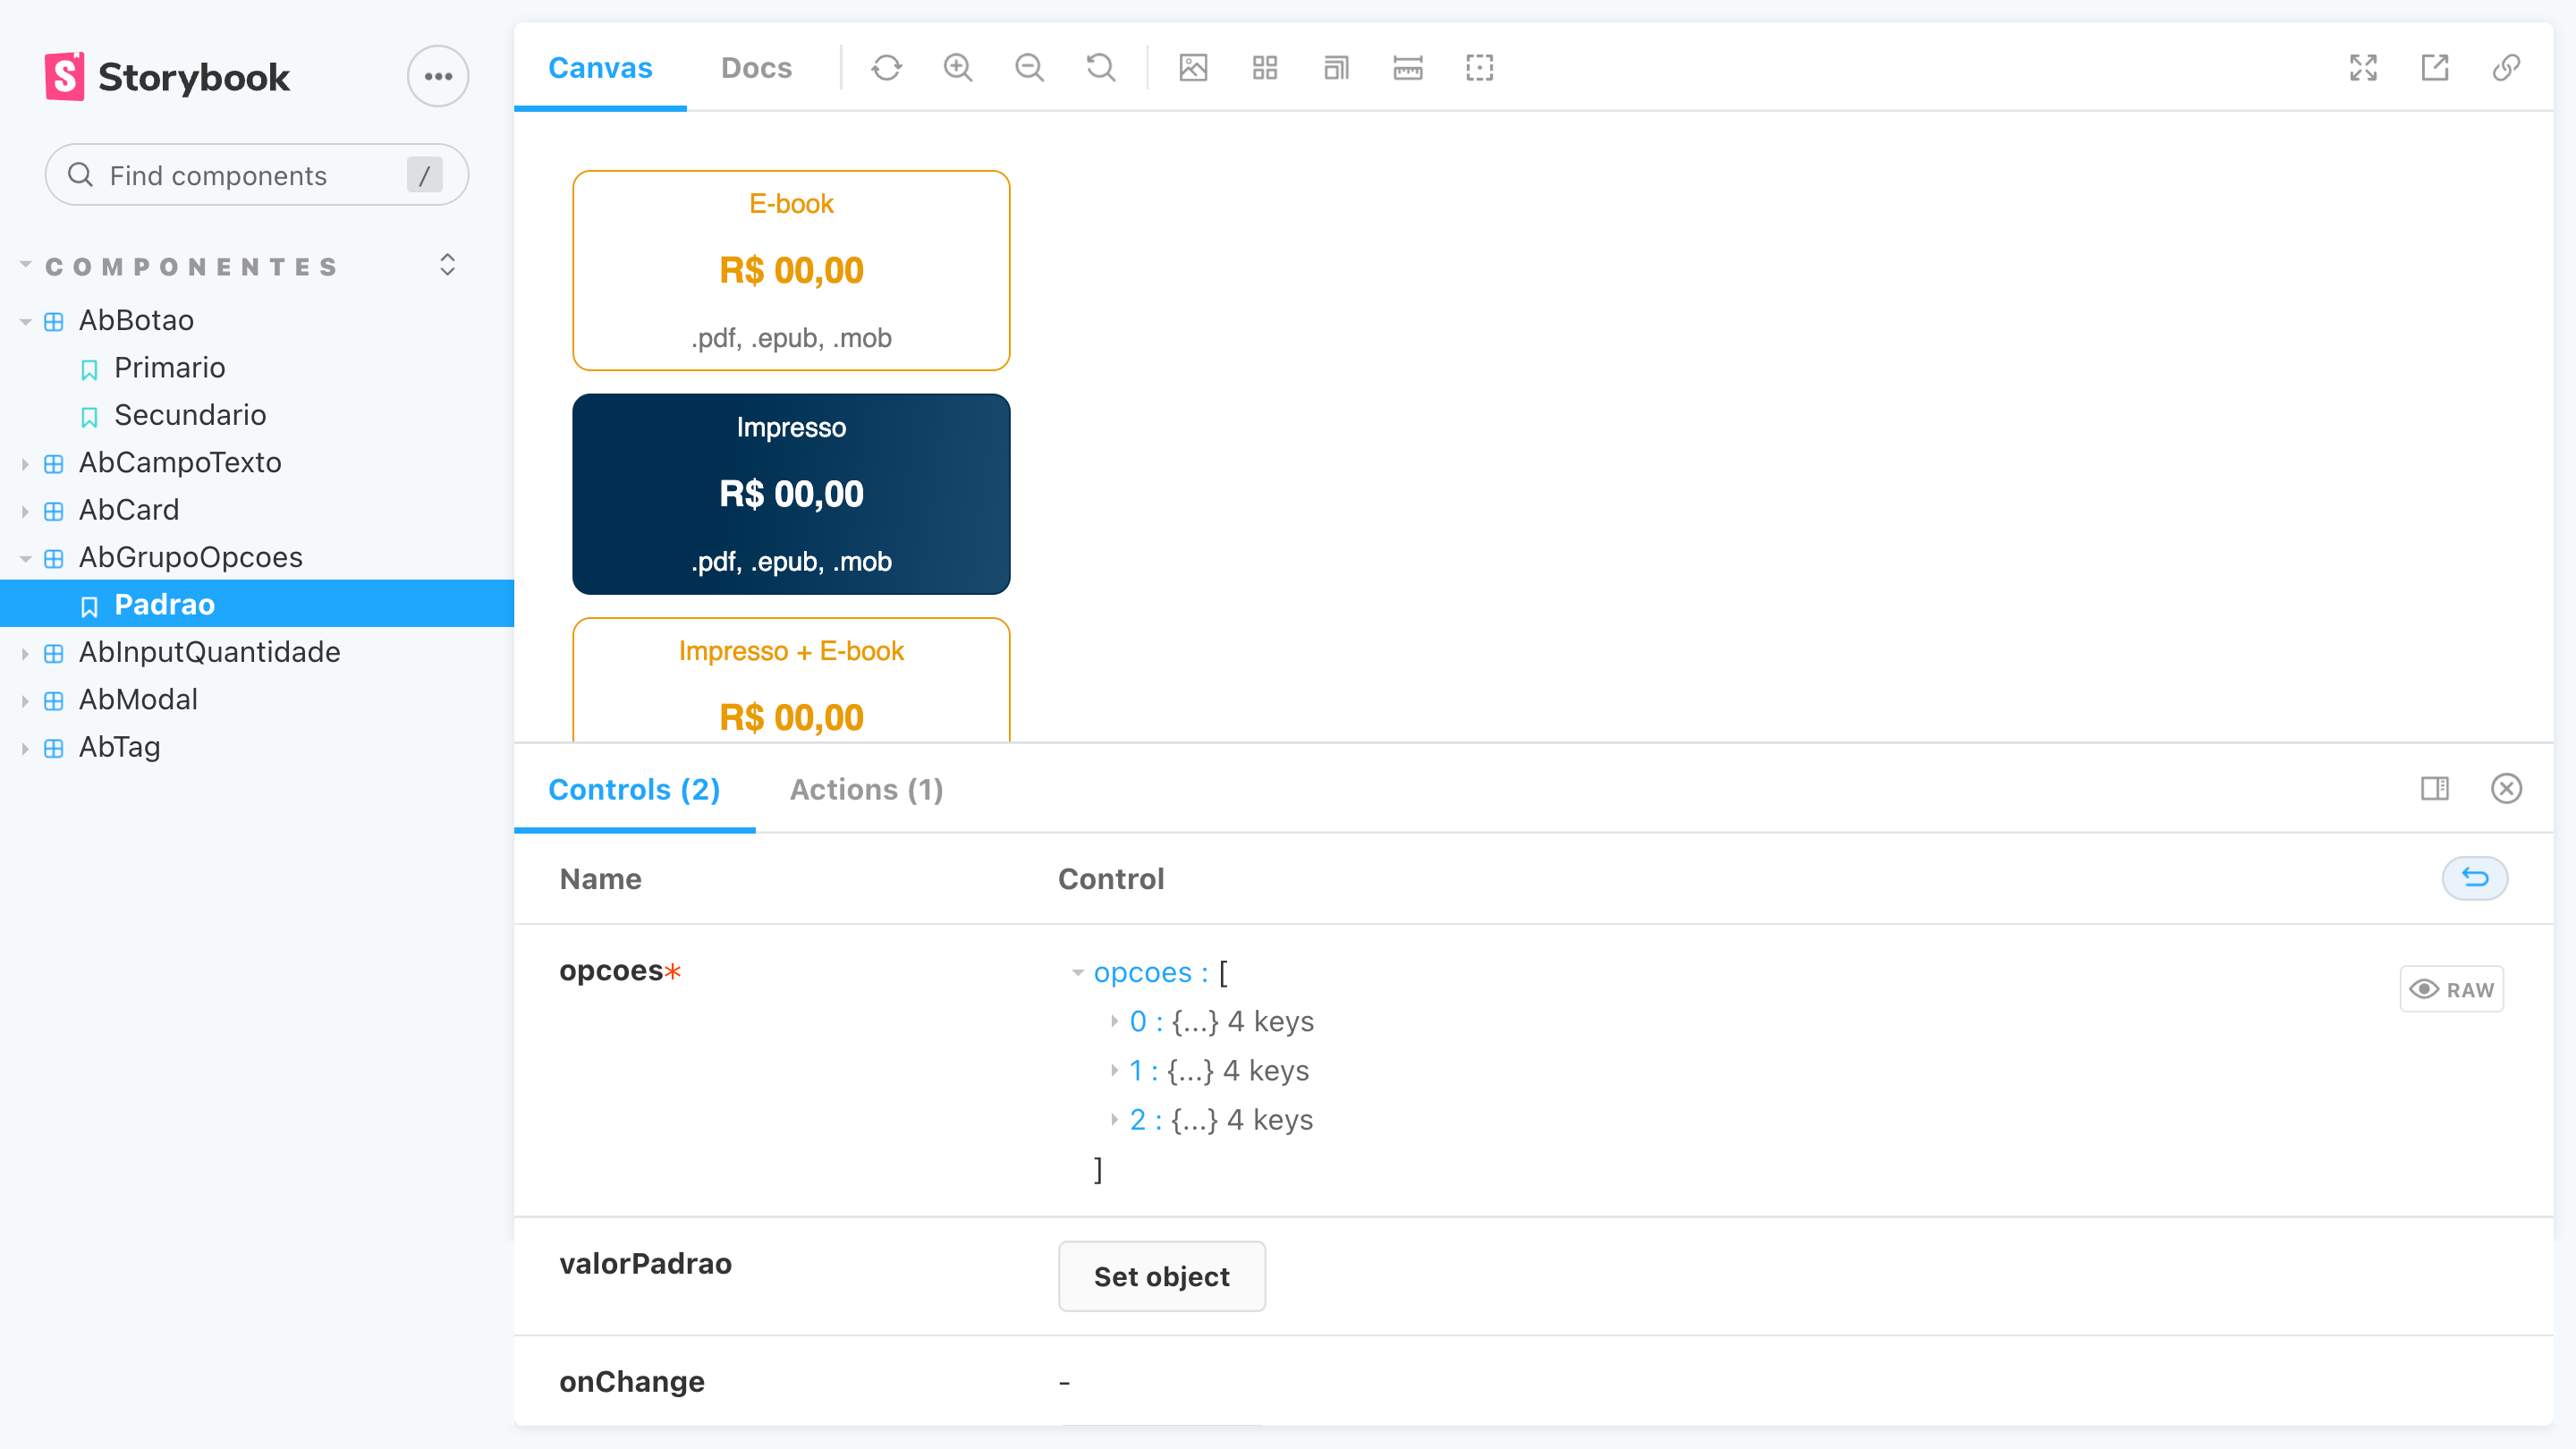 Storybook
Find components
/
COMPONENTES
AbBotao
Primario
Secundario
AbCampoTexto
AbCard
AbGrupoOpcoes
Padrao
AbInputQuantidade
AbModal
AbTag
Canvas
Docs
E-book
R$ 00,00
.pdf, .epub, .mob
Impresso
R$ 00,00
.pdf, .epub, .mob
Impresso + E-book
R$ 00,00
Controls (2)
Actions (1)
Name
Control
opcoes*
opcoes : [
0 : {...} 4 keys
1 : {...} 4 keys
2 : {...} 4 keys
]
RAW
valorPadrao
Set object
onChange
-